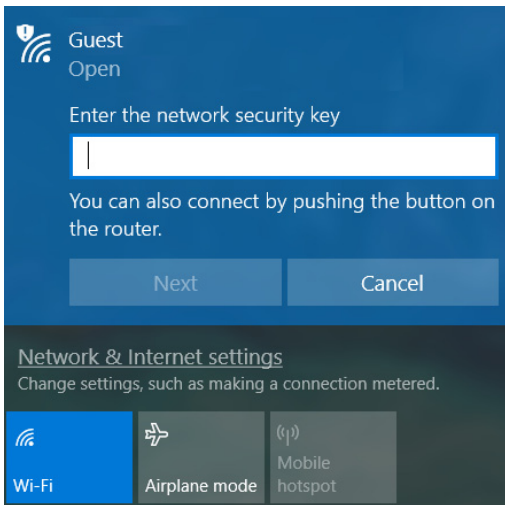 Guest
Open
Enter the network security key
You can also connect by pushing the button on
the router.
Next
Cancel
Network & Internet settings
Change settings, such as making a connection metered.
Wi-Fi
Airplane mode
Mobile
hotspot